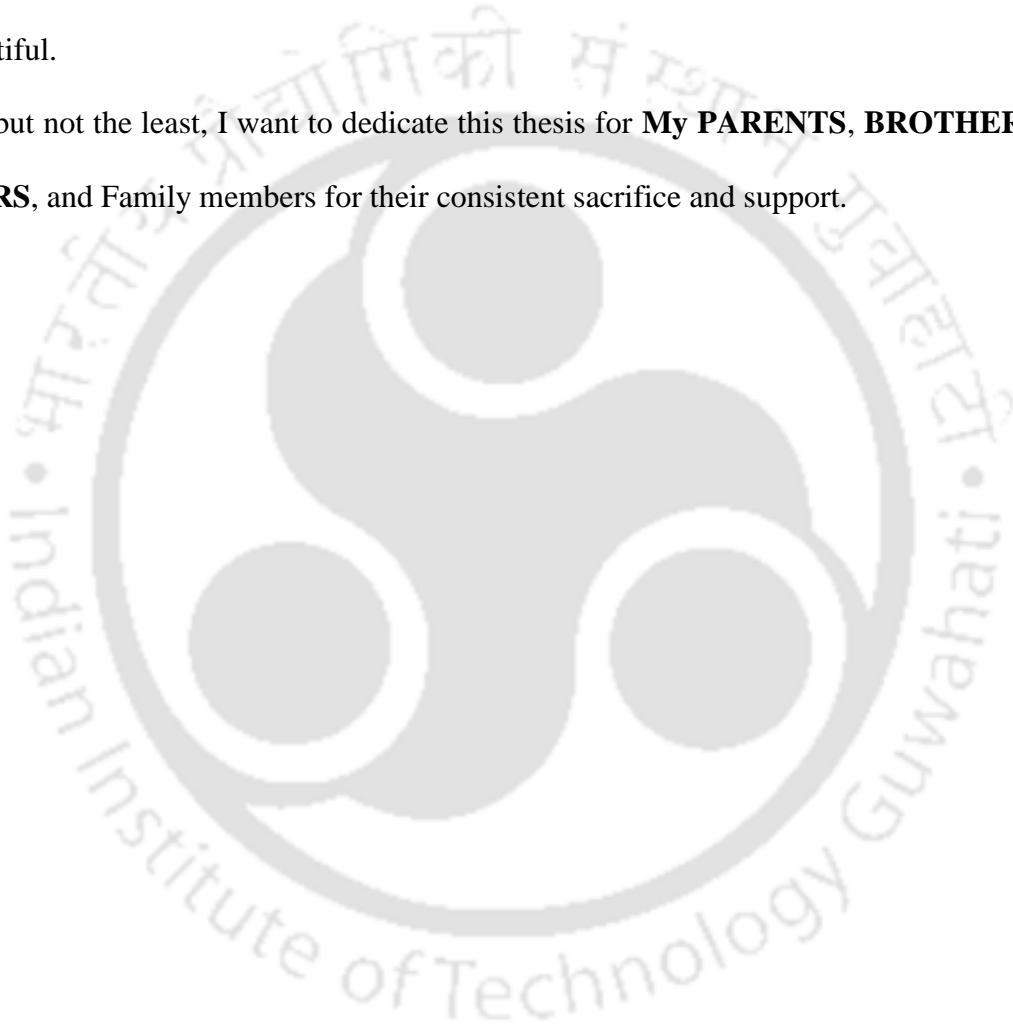 tiful.
but not the least, I want to dedicate this thesis for My PARENTS, BROTHER
RS, and Family members for their consistent sacrifice and support.
भारतीय प्रौद्योगिकी संस्थान गुवाहाटी
Indian Institute of Technology Guwahati